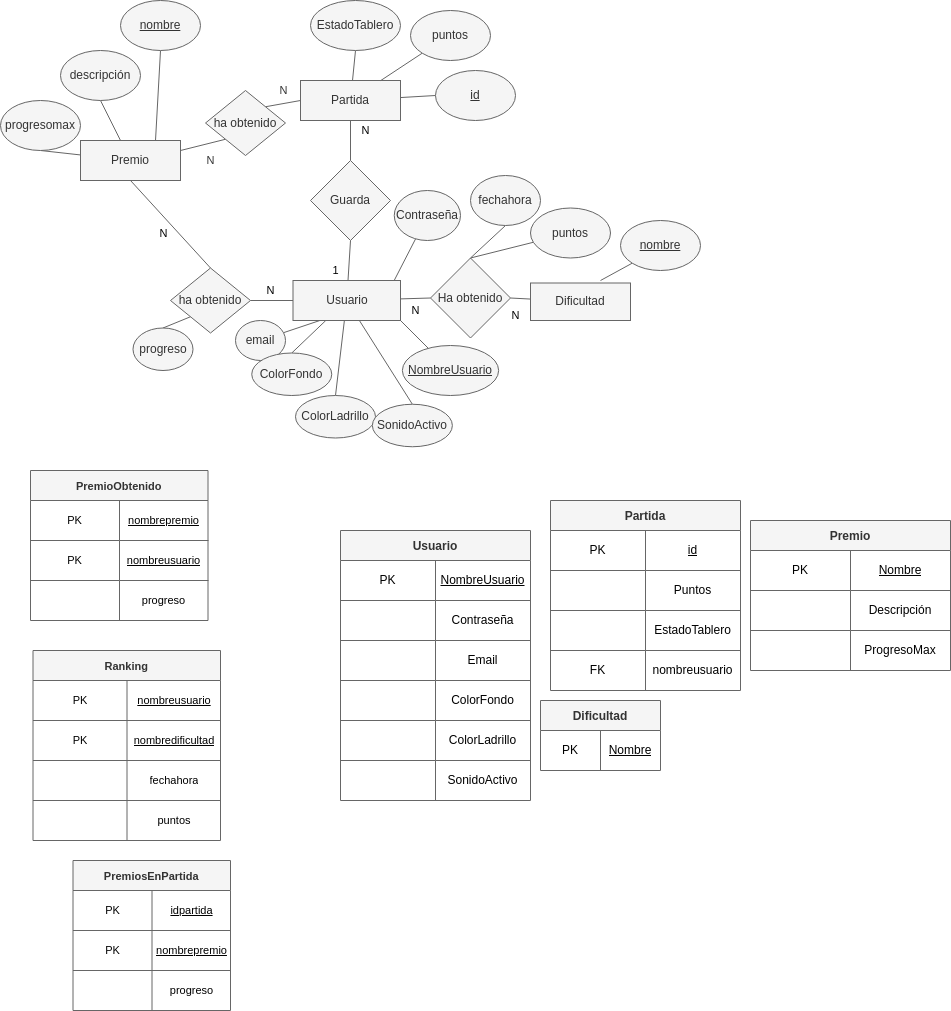 nombre
EstadoTablero
puntos
descripción
id
progresomax
N
ha obtenido
Partida
N
Premio
N
Guarda
Contraseña
fechahora
puntos
nombre
N
1
ha obtenido
N
Usuario
N
Ha obtenido
N
Dificultad
progreso
email
ColorFondo
NombreUsuario
ColorLadrillo
SonidoActivo
PremioObtenido
PK nombrepremio
PK nombreusuario
progreso
Ranking
PK nombreusuario
PK nombredificultad
fechahora
puntos
PremiosEnPartida
PK idpartida
PK nombrepremio
progreso
Usuario
PK NombreUsuario
Contraseña
Email
ColorFondo
ColorLadrillo
SonidoActivo
Partida
PK id
Puntos
EstadoTablero
FK nombreusuario
Dificultad
PK Nombre
Premio
PK Nombre
Descripción
ProgresoMax